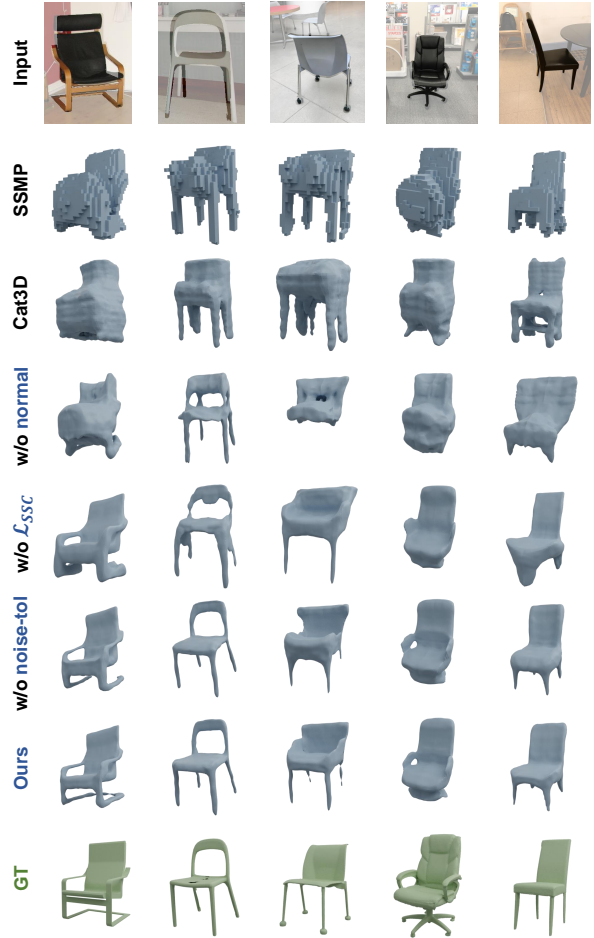 Input
SSMP
Cat3D
w/o normal
w/o ℒ_SSC
w/o noise-tol
Ours
GT